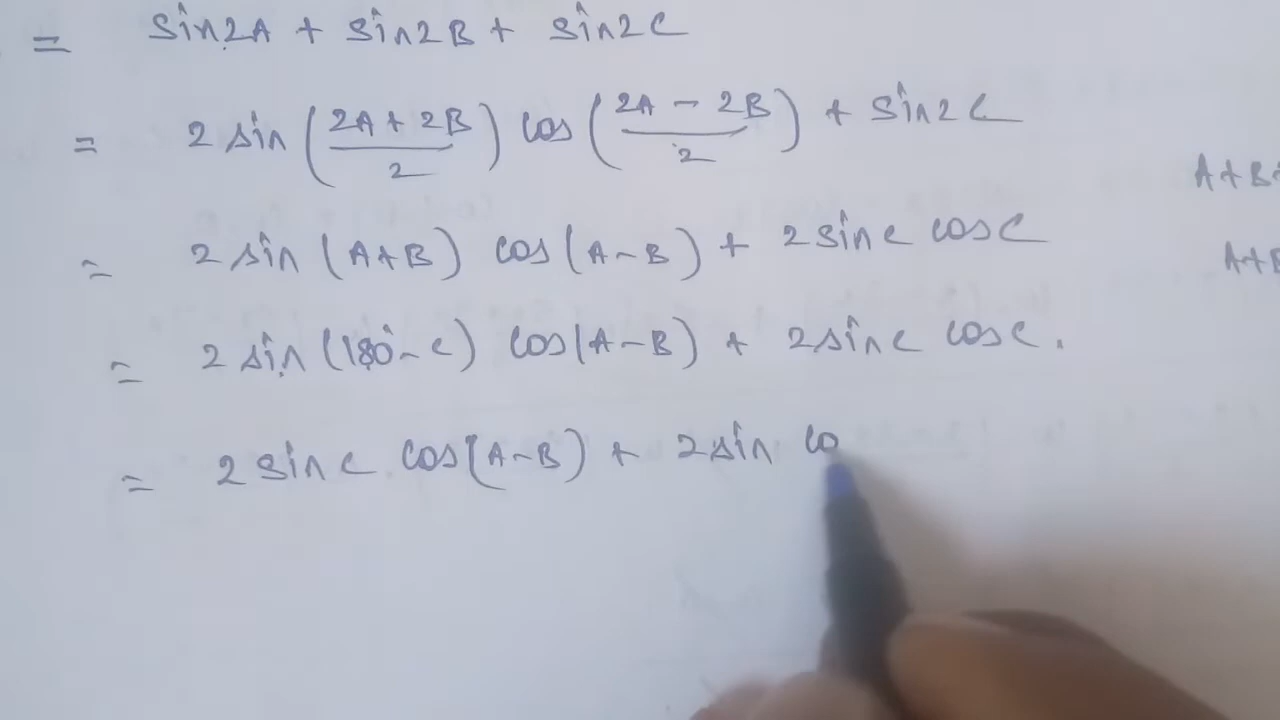 = sin2A + sin2B + sin2C
= 2 sin (2A + 2B / 2) cos (2A - 2B / 2) + sin2C
= 2 sin (A+B) cos (A-B) + 2 sinC cosC
= 2 sin (180° - C) cos (A-B) + 2 sinC cosC.
= 2 sinC cos (A-B) + 2 sin co
A+B+
A+B